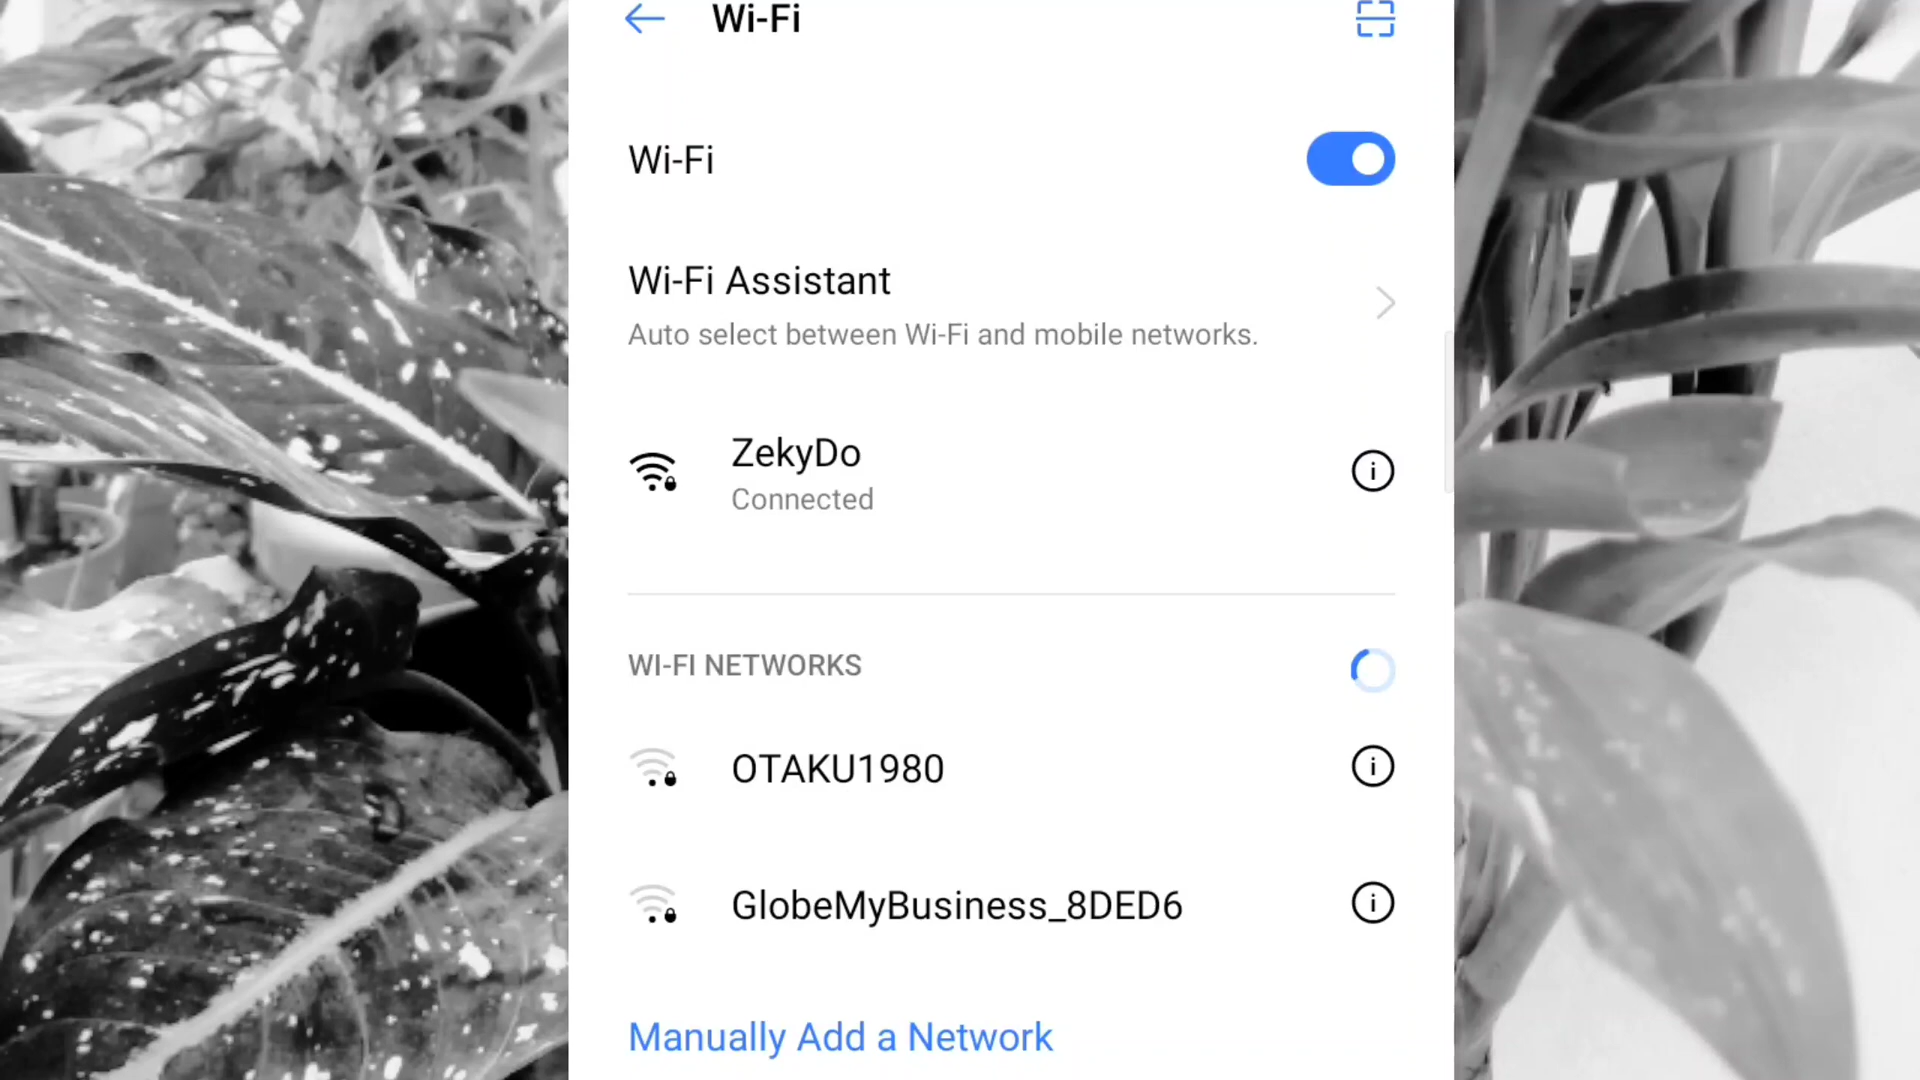 Wi-Fi
Wi-Fi
Wi-Fi Assistant
Auto select between Wi-Fi and mobile networks.
ZekyDo
Connected
WI-FI NETWORKS
OTAKU1980
GlobeMyBusiness_8DED6
Manually Add a Network